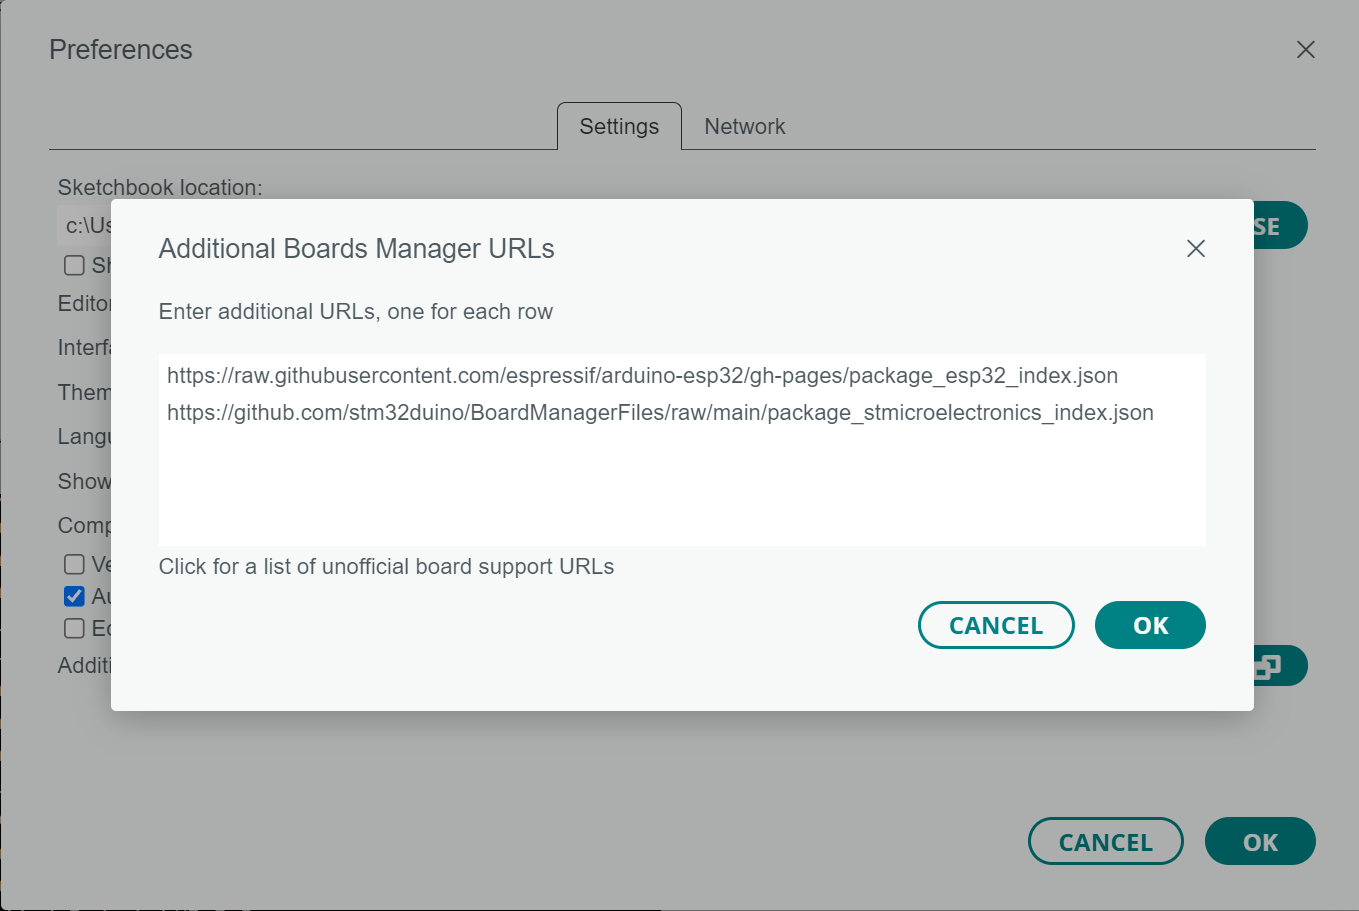 Preferences
Settings
Network
Sketchbook location:
c:\Us
Additional Boards Manager URLs
Enter additional URLs, one for each row
https://raw.githubusercontent.com/espressif/arduino-esp32/gh-pages/package_esp32_index.json
https://github.com/stm32duino/BoardManagerFiles/raw/main/package_stmicroelectronics_index.json
Click for a list of unofficial board support URLs
CANCEL
OK
SE
Sh
Editor
Interfa
Them
Langu
Show
Comp
Ve
Au
Ed
Additi
CANCEL
OK